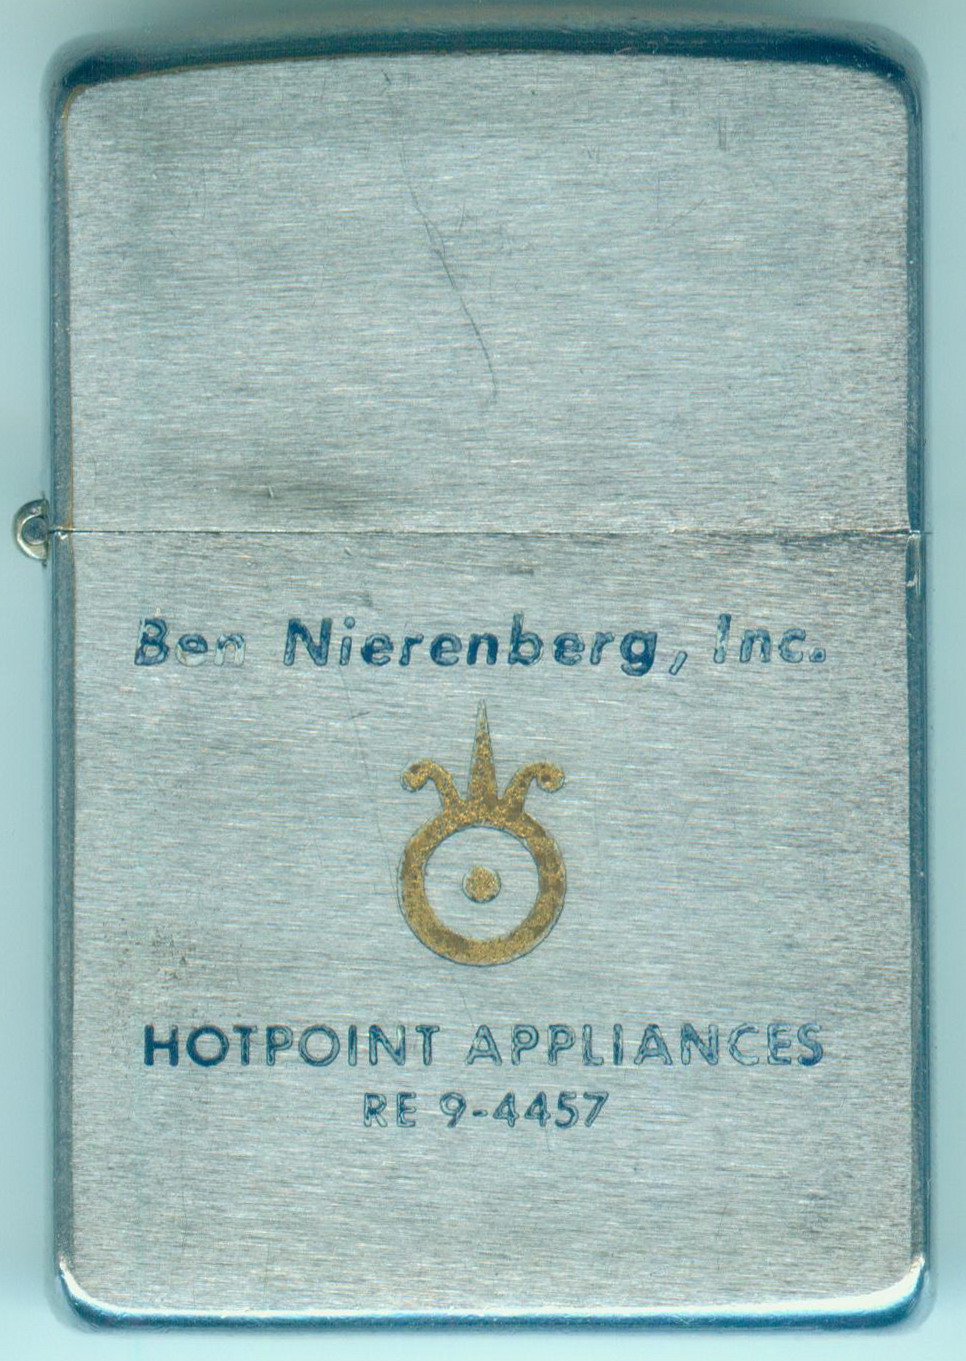 Ben Nierenberg, Inc.
HOTPOINT APPLIANCES
RE 9-4457